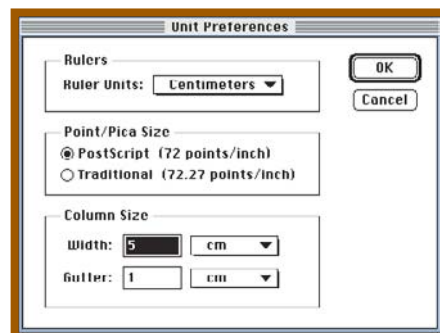 Unit Preferences
Rulers
Ruler Units: Centimeters
OK
Cancel
Point/Pica Size
PostScript (72 points/inch)
Traditional (72.27 points/inch)
Column Size
Width: 5 cm
Gutter: 1 cm